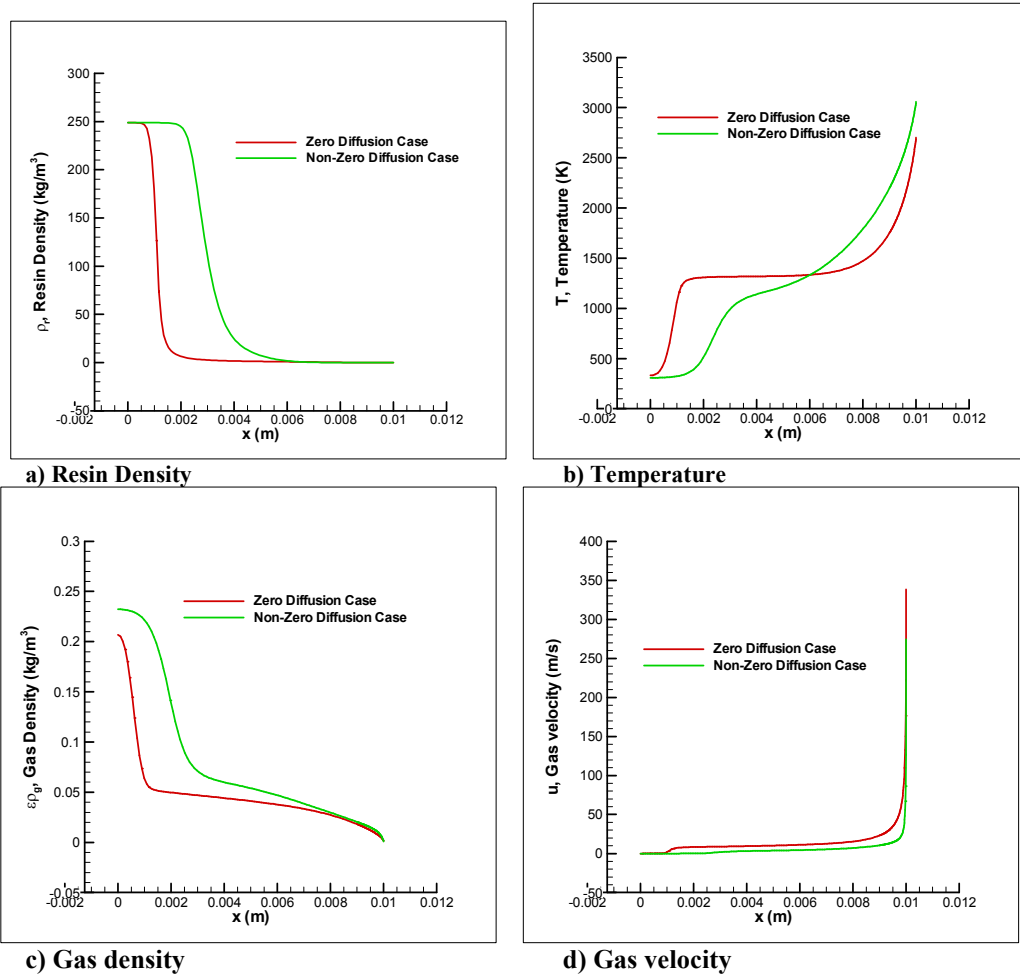 300
250
200
150
100
50
0
-50
ρr, Resin Density (kg/m³)
Zero Diffusion Case
Non-Zero Diffusion Case
-0.002 0 0.002 0.004 0.006 0.008 0.01 0.012
x (m)
a) Resin Density
3500
3000
2500
2000
1500
1000
500
0
T, Temperature (K)
Zero Diffusion Case
Non-Zero Diffusion Case
-0.002 0 0.002 0.004 0.006 0.008 0.01 0.012
x (m)
b) Temperature
0.3
0.25
0.2
0.15
0.1
0.05
0
-0.05
ερg, Gas Density (kg/m³)
Zero Diffusion Case
Non-Zero Diffusion Case
-0.002 0 0.002 0.004 0.006 0.008 0.01 0.012
x (m)
c) Gas density
400
350
300
250
200
150
100
50
0
-50
u, Gas velocity (m/s)
Zero Diffusion Case
Non-Zero Diffusion Case
-0.002 0 0.002 0.004 0.006 0.008 0.01 0.012
x (m)
d) Gas velocity